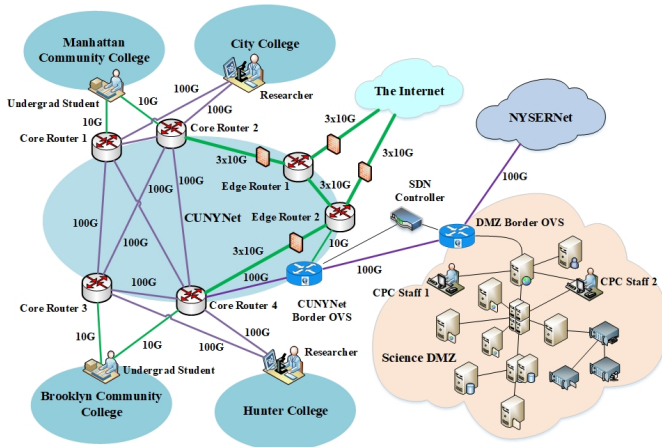 Manhattan
Community College
City College
Undergrad Student
Researcher
The Internet
NYSERNet
100G
100G
10G
10G
Core Router 1
Core Router 2
3x10G
3x10G
3x10G
3x10G
Edge Router 1
SDN
Controller
100G
DMZ Border OVS
100G
100G
100G
CUNYNet
Edge Router 2
10G
3x10G
100G
100G
100G
CUNYNet
Border OVS
CPC Staff 1
CPC Staff 2
Core Router 3
Core Router 4
10G
10G
100G
100G
Science DMZ
Undergrad Student
Researcher
Brooklyn Community
College
Hunter College